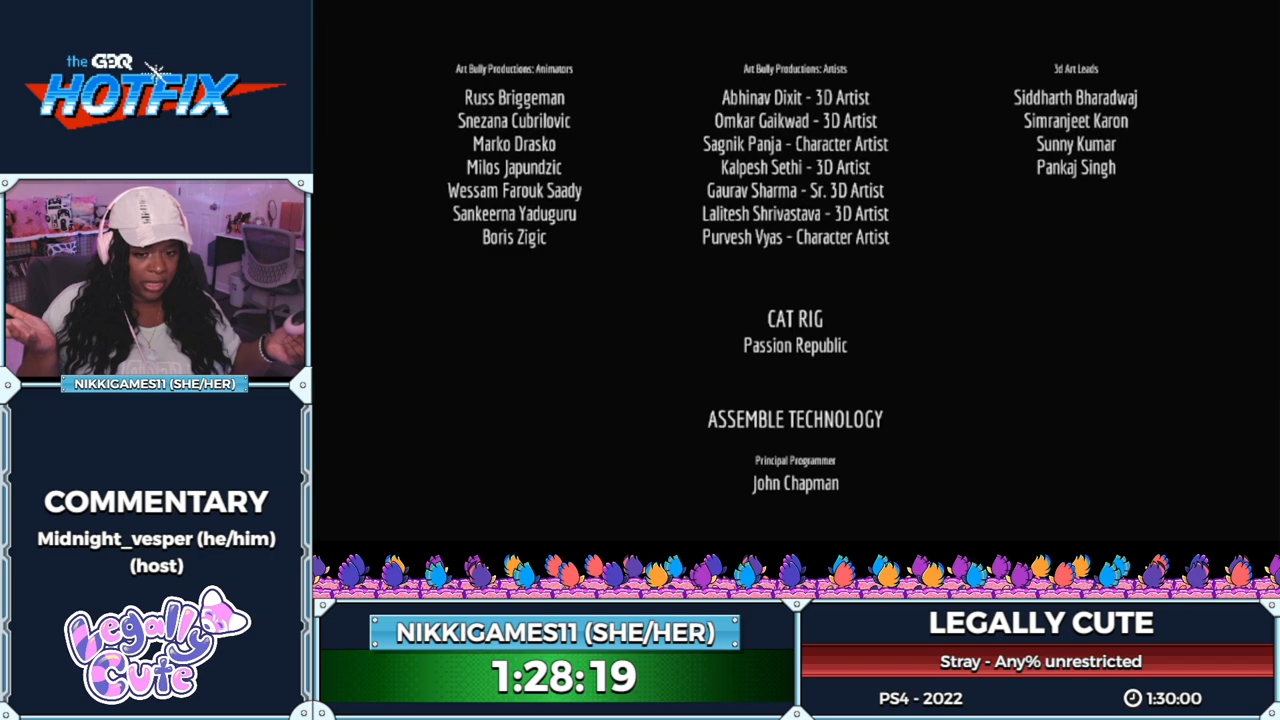 the GDQ
HOTFIX
NIKKIGAMES11 (SHE/HER)
COMMENTARY
Midnight_vesper (he/him)
(host)
Legally
Cute
Art Bully Productions: Animators
Russ Briggeman
Snezana Cubrilovic
Marko Drasko
Milos Japundzic
Wessam Farouk Saady
Sankeerna Yaduguru
Boris Zigic
Art Bully Productions: Artists
Abhinav Dixit - 3D Artist
Omkar Gaikwad - 3D Artist
Sagnik Panja - Character Artist
Kalpesh Sethi - 3D Artist
Gaurav Sharma - Sr. 3D Artist
Lalitesh Shrivastava - 3D Artist
Purvesh Vyas - Character Artist
3d Art Leads
Siddharth Bharadwaj
Simranjeet Karon
Sunny Kumar
Pankaj Singh
CAT RIG
Passion Republic
ASSEMBLE TECHNOLOGY
Principal Programmer
John Chapman
NIKKIGAMES11 (SHE/HER)
1:28:19
LEGALLY CUTE
Stray - Any% unrestricted
PS4 - 2022
1:30:00